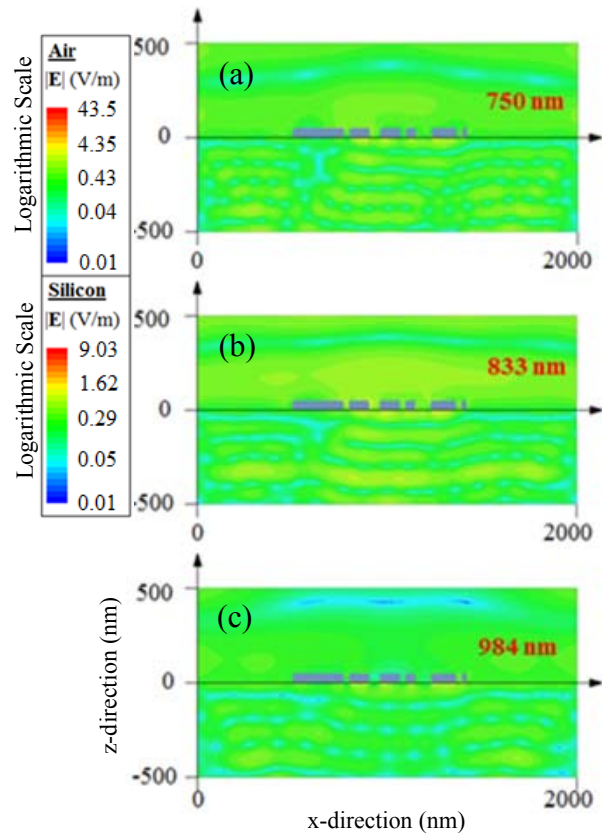 Logarithmic Scale
Air
|E| (V/m)
43.5
4.35
0.43
0.04
0.01
500
0
-500
(a)
750 nm
0
2000
Logarithmic Scale
Silicon
|E| (V/m)
9.03
1.62
0.29
0.05
0.01
500
0
-500
(b)
833 nm
0
2000
z-direction (nm)
500
0
-500
(c)
984 nm
0
2000
x-direction (nm)